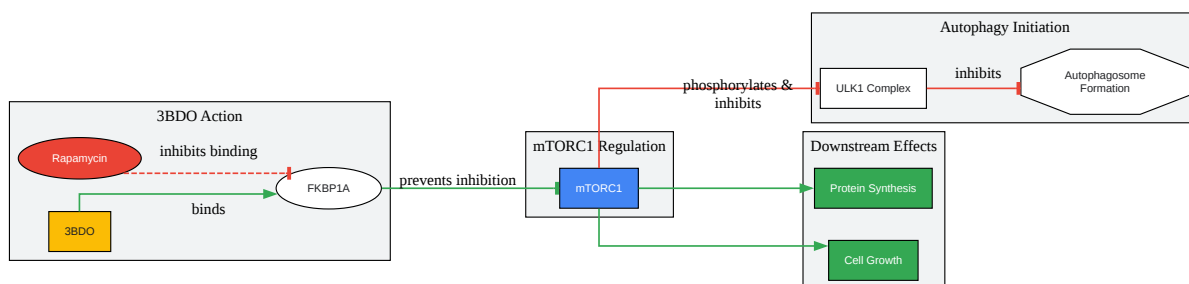 Autophagy Initiation
phosphorylates &
inhibits
ULK1 Complex
inhibits
Autophagosome
Formation
3BDO Action
Rapamycin
inhibits binding
FKBP1A
binds
3BDO
prevents inhibition
mTORC1 Regulation
mTORC1
Downstream Effects
Protein Synthesis
Cell Growth